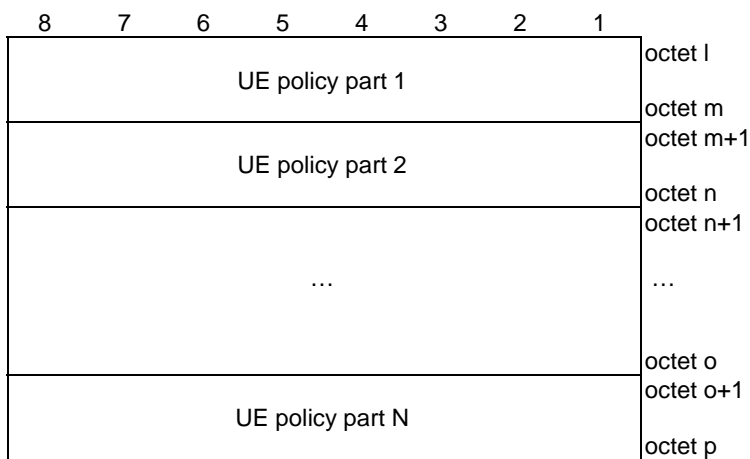 8 7 6 5 4 3 2 1
octet l
UE policy part 1
octet m
octet m+1
UE policy part 2
octet n
octet n+1
… …
octet o
octet o+1
UE policy part N
octet p